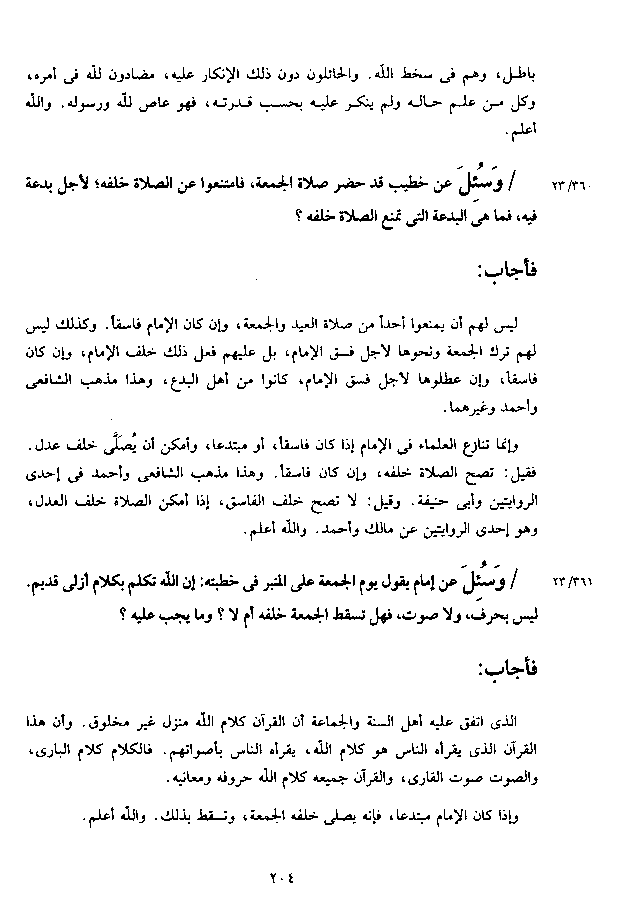 باطل، وهم فى سخط الله. والحائلون دون ذلك الإنكار عليه، مضادون لله فى أمره،
وكل من علم حاله ولم ينكر عليه بحسب قدرته، فهو عاص لله ورسوله. والله
أعلم.
٢٣/٣٦٠ / وَسُئِلَ عن خطيب قد حضر صلاة الجمعة، فامتنعوا عن الصلاة خلفه؛ لأجل بدعة
فيه، فما هى البدعة التى تمنع الصلاة خلفه ؟
فأجاب:
ليس لهم أن يمنعوا أحداً من صلاة العيد والجمعة، وإن كان الإمام فاسقاً. وكذلك ليس
لهم ترك الجمعة ونحوها لأجل فسق الإمام، بل عليهم فعل ذلك خلف الإمام، وإن كان
فاسقاً، وإن عطلوها لأجل فسق الإمام، كانوا من أهل البدع، وهذا مذهب الشافعى
وأحمد وغيرهما.
وإنما تنازع العلماء فى الإمام إذا كان فاسقاً، أو مبتدعا، وأمكن أن يُصَلَّى خلف عدل.
فقيل: تصح الصلاة خلفه، وإن كان فاسقاً. وهذا مذهب الشافعى وأحمد فى إحدى
الروايتين وأبى حنيفة. وقيل: لا تصح خلف الفاسق، إذا أمكن الصلاة خلف العدل،
وهو إحدى الروايتين عن مالك وأحمد. والله أعلم.
٢٣/٣٦١ / وَسُئِلَ عن إمام يقول يوم الجمعة على المنبر فى خطبته: إن الله تكلم بكلام أزلى قديم.
ليس بحرف، ولا صوت، فهل تسقط الجمعة خلفه أم لا ؟ وما يجب عليه ؟
فأجاب:
الذى اتفق عليه أهل السنة والجماعة أن القرآن كلام الله منزل غير مخلوق. وأن هذا
القرآن الذى يقرأه الناس هو كلام الله، يقرأه الناس بأصواتهم. فالكلام كلام البارى،
والصوت صوت القارى، والقرآن جميعه كلام الله حروفه ومعانيه.
وإذا كان الإمام مبتدعا، فإنه يصلى خلفه الجمعة، وتسقط بذلك. والله أعلم.
٢٠٤